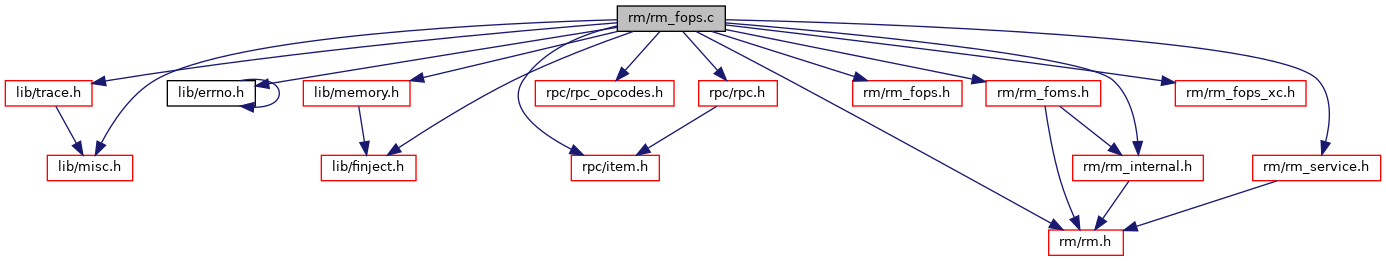 rm/rm_fops.c
lib/trace.h
lib/errno.h
lib/memory.h
rpc/rpc_opcodes.h
rpc/rpc.h
rm/rm_fops.h
rm/rm_foms.h
rm/rm_fops_xc.h
lib/misc.h
lib/finject.h
rpc/item.h
rm/rm_internal.h
rm/rm_service.h
rm/rm.h